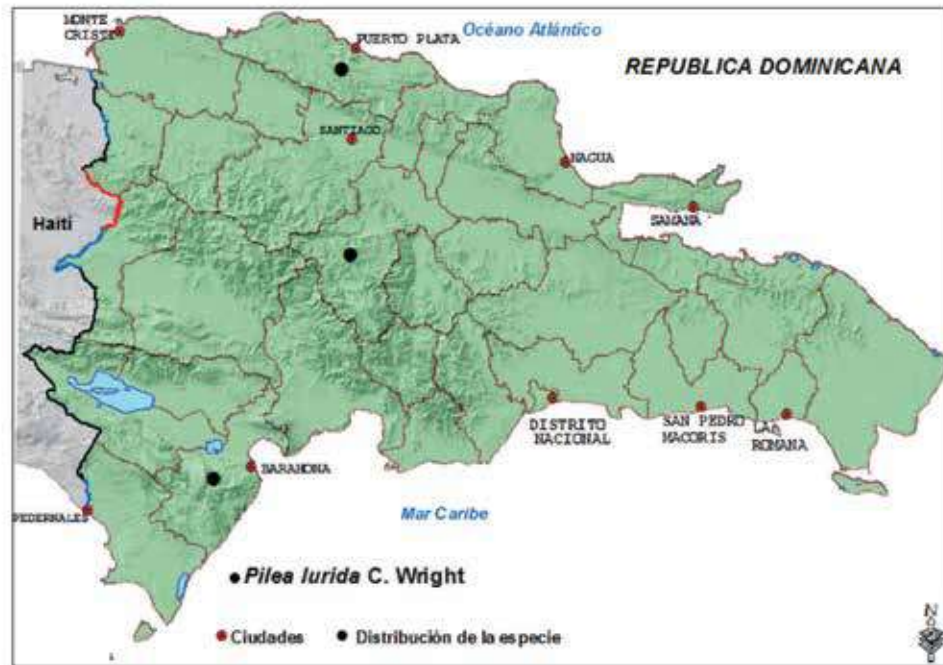 MONTE
CRISTI
Océano Atlántico
PUERTO PLATA
REPUBLICA DOMINICANA
SANTIAGO
NAGUA
SAMANA
Haití
DISTRITO
NACIONAL
SAN PEDRO
MACORIS
LA
ROMANA
BARAHONA
PEDERNALES
Mar Caribe
Pilea lurida C. Wright
Ciudades
Distribución de la especie